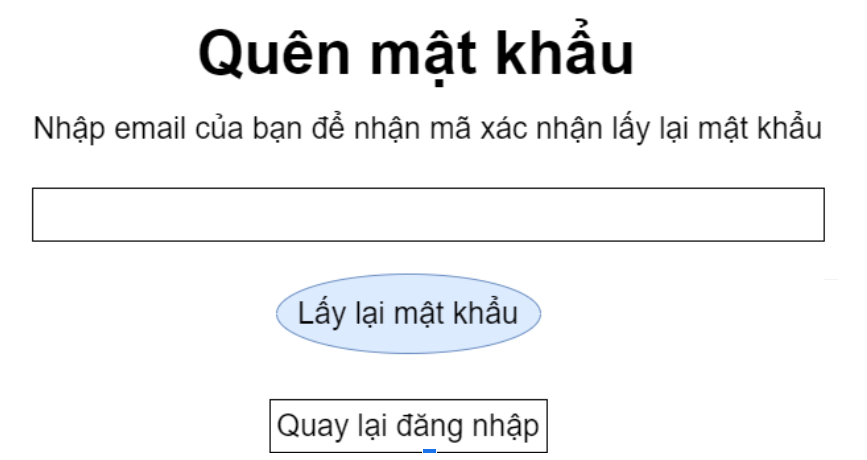 Quên mật khẩu
Nhập email của bạn để nhận mã xác nhận lấy lại mật khẩu
Lấy lại mật khẩu
Quay lại đăng nhập